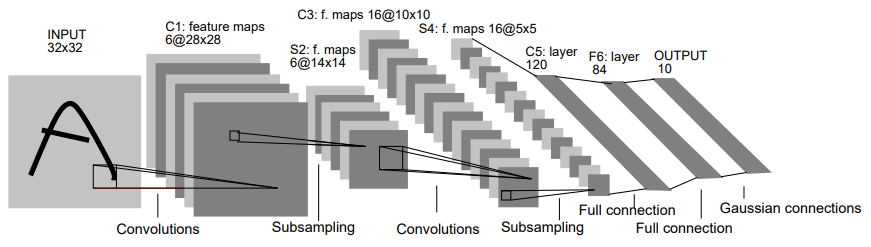 INPUT
32x32
C1: feature maps
6@28x28
S2: f. maps
6@14x14
C3: f. maps 16@10x10
S4: f. maps 16@5x5
C5: layer
120
F6: layer
84
OUTPUT
10
Convolutions
Subsampling
Convolutions
Subsampling
Full connection
Full connection
Gaussian connections
A